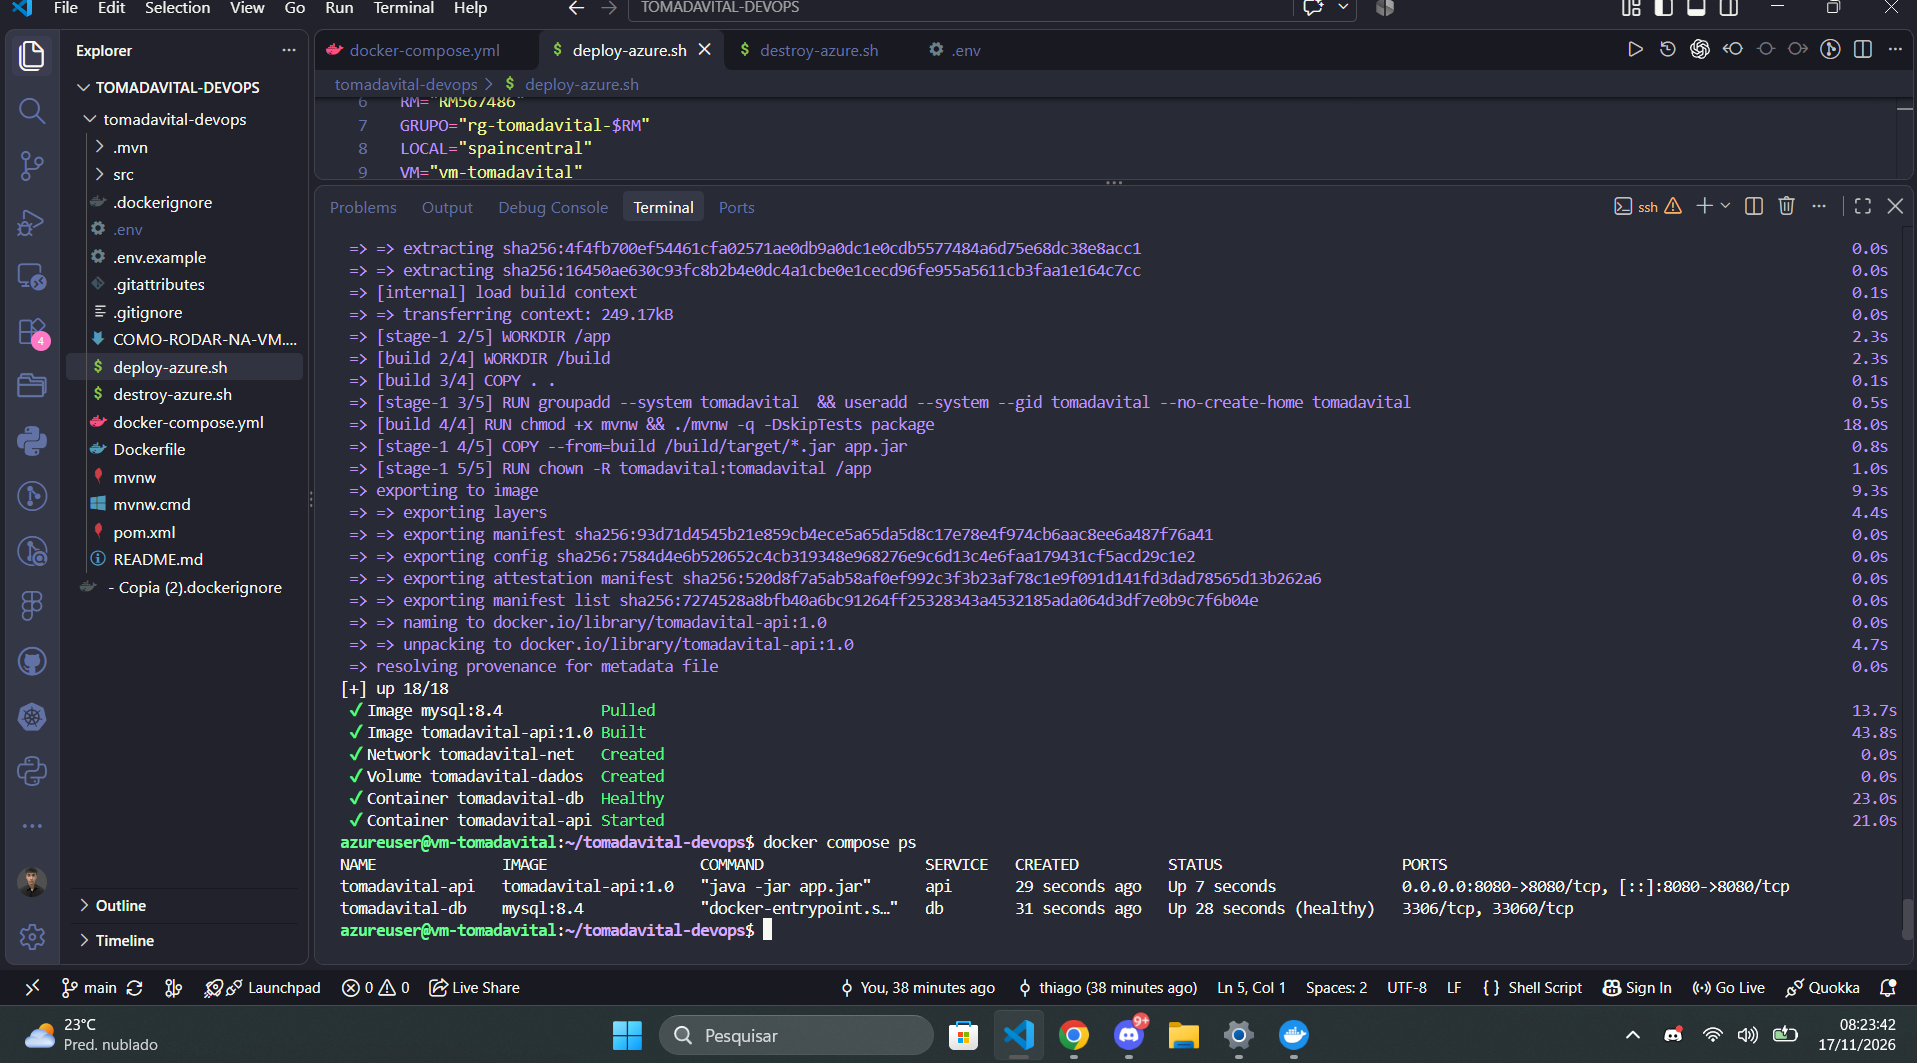 File Edit Selection View Go Run Terminal Help
TOMADAVITAL-DEVOPS
Explorer
TOMADAVITAL-DEVOPS
tomadavital-devops
.mvn
src
.dockerignore
.env
.env.example
.gitattributes
.gitignore
COMO-RODAR-NA-VM....
deploy-azure.sh
destroy-azure.sh
docker-compose.yml
Dockerfile
mvnw
mvnw.cmd
pom.xml
README.md
- Copia (2).dockerignore
Outline
Timeline
4
docker-compose.yml
$ deploy-azure.sh
$ destroy-azure.sh
.env
tomadavital-devops > $ deploy-azure.sh
6 RM="RM567486"
7 GRUPO="rg-tomadavital-$RM"
8 LOCAL="spaincentral"
9 VM="vm-tomadavital"
Problems Output Debug Console Terminal Ports
ssh
=> => extracting sha256:4f4fb700ef54461cfa02571ae0db9a0dc1e0cdb5577484a6d75e68dc38e8acc1 0.0s
=> => extracting sha256:16450ae630c93fc8b2b4e0dc4a1cbe0e1cecd96fe955a5611cb3faa1e164c7cc 0.0s
=> [internal] load build context 0.1s
=> => transferring context: 249.17kB 0.0s
=> [stage-1 2/5] WORKDIR /app 2.3s
=> [build 2/4] WORKDIR /build 2.3s
=> [build 3/4] COPY . . 0.1s
=> [stage-1 3/5] RUN groupadd --system tomadavital  && useradd --system --gid tomadavital --no-create-home tomadavital 0.5s
=> [build 4/4] RUN chmod +x mvnw && ./mvnw -q -DskipTests package 18.0s
=> [stage-1 4/5] COPY --from=build /build/target/*.jar app.jar 0.8s
=> [stage-1 5/5] RUN chown -R tomadavital:tomadavital /app 1.0s
=> exporting to image 9.3s
=> => exporting layers 4.4s
=> => exporting manifest sha256:93d71d4545b21e859cb4ece5a65da5d8c17e78e4f974cb6aac8ee6a487f76a41 0.0s
=> => exporting config sha256:7584d4e6b520652c4cb319348e968276e9c6d13c4e6faa179431cf5acd29c1e2 0.0s
=> => exporting attestation manifest sha256:520d8f7a5ab58af0ef992c3f3b23af78c1e9f091d141fd3dad78565d13b262a6 0.0s
=> => exporting manifest list sha256:7274528a8bfb40a6bc91264ff25328343a4532185ada064d3df7e0b9c7f6b04e 0.0s
=> => naming to docker.io/library/tomadavital-api:1.0 0.0s
=> => unpacking to docker.io/library/tomadavital-api:1.0 4.7s
=> resolving provenance for metadata file 0.0s
[+] up 18/18
✔ Image mysql:8.4 Pulled 13.7s
✔ Image tomadavital-api:1.0 Built 43.8s
✔ Network tomadavital-net Created 0.0s
✔ Volume tomadavital-dados Created 0.0s
✔ Container tomadavital-db Healthy 23.0s
✔ Container tomadavital-api Started 21.0s
azureuser@vm-tomadavital:~/tomadavital-devops$ docker compose ps
NAME IMAGE COMMAND SERVICE CREATED STATUS PORTS
tomadavital-api tomadavital-api:1.0 "java -jar app.jar" api 29 seconds ago Up 7 seconds 0.0.0.0:8080->8080/tcp, [::]:8080->8080/tcp
tomadavital-db mysql:8.4 "docker-entrypoint.s…" db 31 seconds ago Up 28 seconds (healthy) 3306/tcp, 33060/tcp
azureuser@vm-tomadavital:~/tomadavital-devops$
main Launchpad 0 0 Live Share You, 38 minutes ago thiago (38 minutes ago) Ln 5, Col 1 Spaces: 2 UTF-8 LF { } Shell Script Sign In Go Live Quokka
23°C
Pred. nublado
Pesquisar
9+
08:23:42
17/11/2026